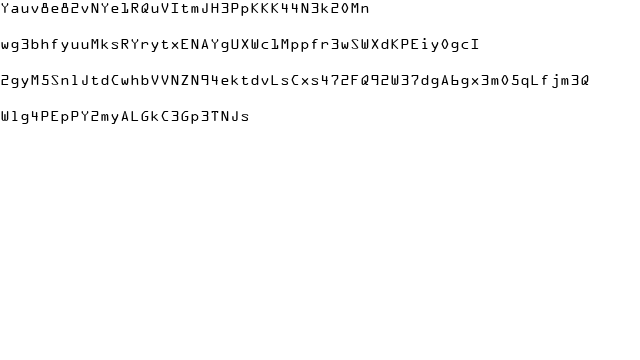 Yauv8e82vNYe1RQuVItmJH3PpKKK44N3k20Mn
wg3bhfyuuMksRYrytxENAYgUXWc1Mppfr3wSWXdKPEiy0gcI
2gyM5Sn1JtdCwhbVVNZN94ektdvLsCxs472FQ92W37dgA6gx3m05qLfjm3Q
W1g4PEpPY2myALGkC3Gp3TNJs